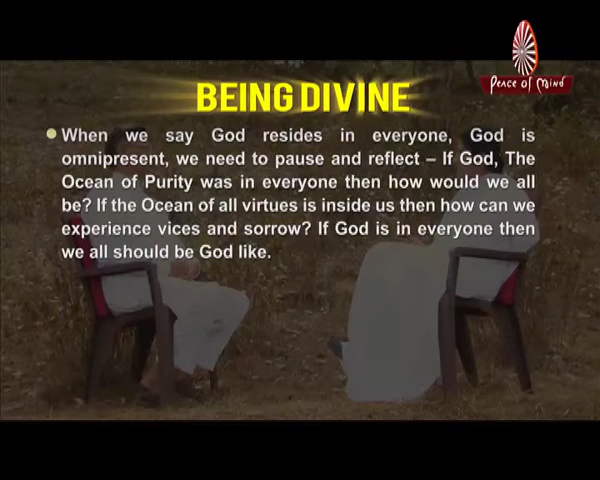 Peace of Mind
BEING DIVINE
When we say God resides in everyone, God is
omnipresent, we need to pause and reflect – If God, The
Ocean of Purity was in everyone then how would we all
be? If the Ocean of all virtues is inside us then how can we
experience vices and sorrow? If God is in everyone then
we all should be God like.